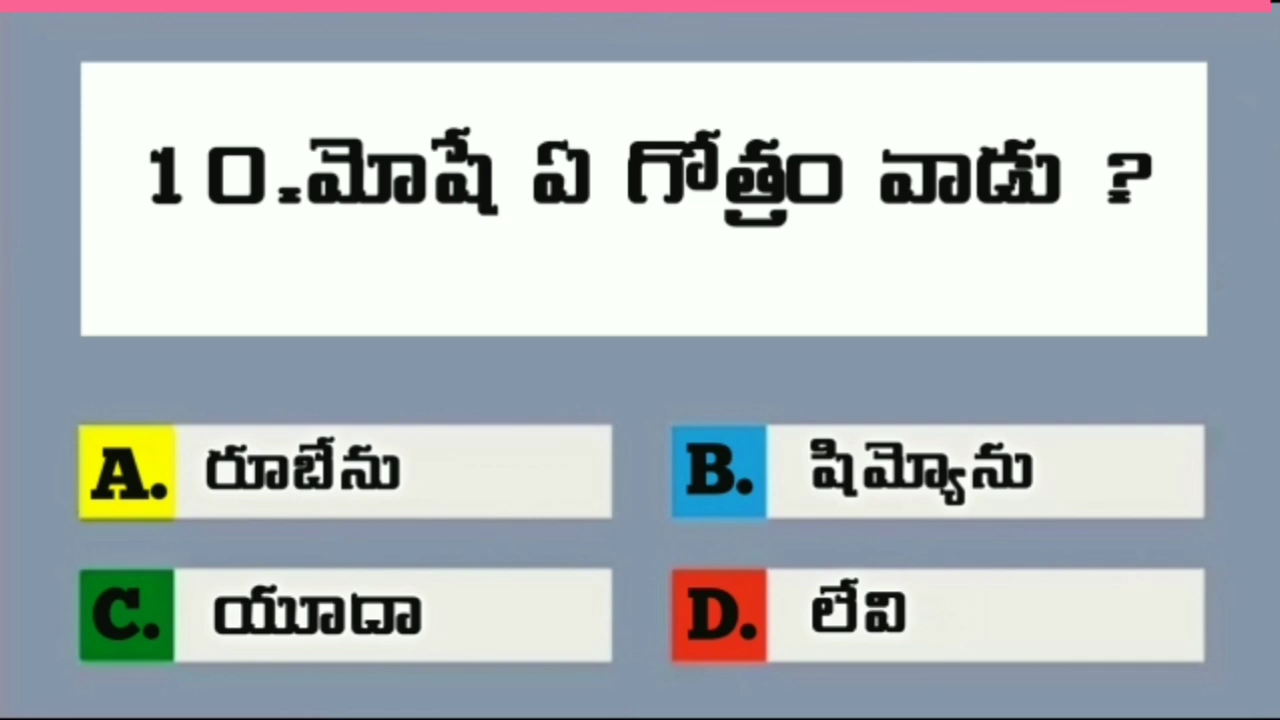 10.మోషే ఏ గోత్రం వాడు ?
A. రూబేను
B. షిమ్యోను
C. యూదా
D. లేవి